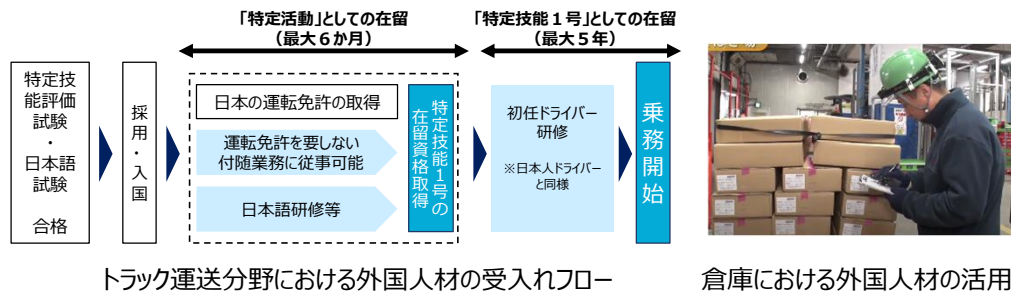 「特定活動」としての在留
（最大６か月）
「特定技能１号」としての在留
（最大５年）
特定技
能評価
試験
・
日本語
試験
合格
採用・入国
日本の運転免許の取得
運転免許を要しない
付随業務に従事可能
日本語研修等
特定技能１号の
在留資格取得
初任ドライバー
研修
※日本人ドライバー
と同様
乗務開始
トラック運送分野における外国人材の受入れフロー
倉庫における外国人材の活用